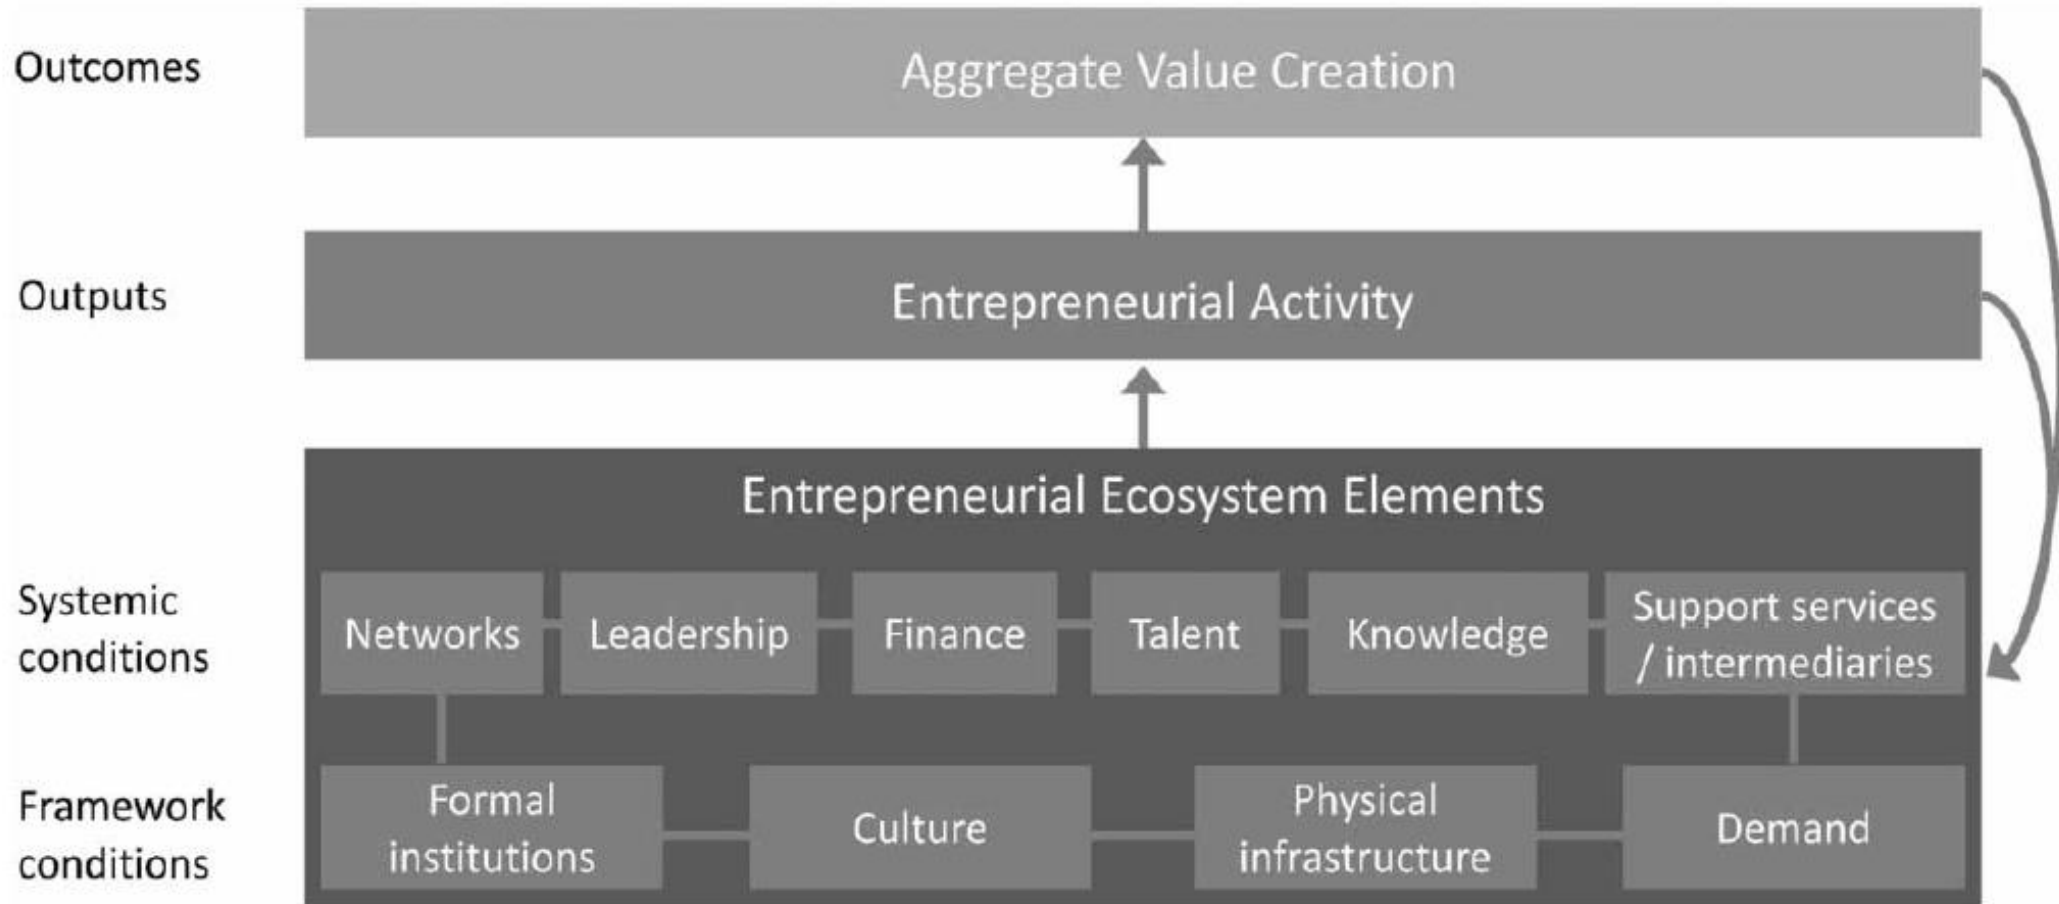 Outcomes
Aggregate Value Creation
Outputs
Entrepreneurial Activity
Entrepreneurial Ecosystem Elements
Systemic
conditions
Networks
Leadership
Finance
Talent
Knowledge
Support services
/ intermediaries
Framework
conditions
Formal
institutions
Culture
Physical
infrastructure
Demand